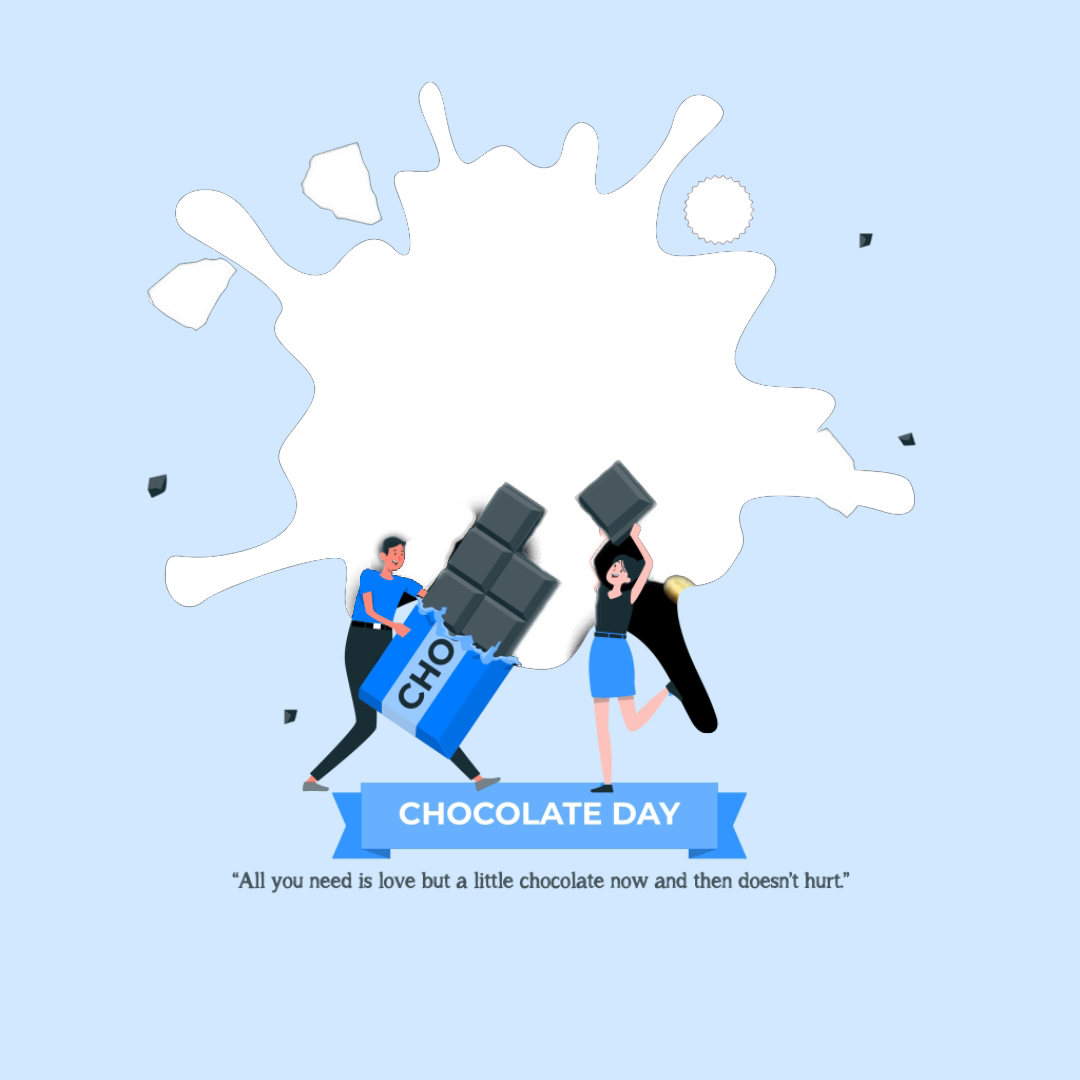 CHO
CHOCOLATE DAY
“All you need is love but a little chocolate now and then doesn’t hurt.”